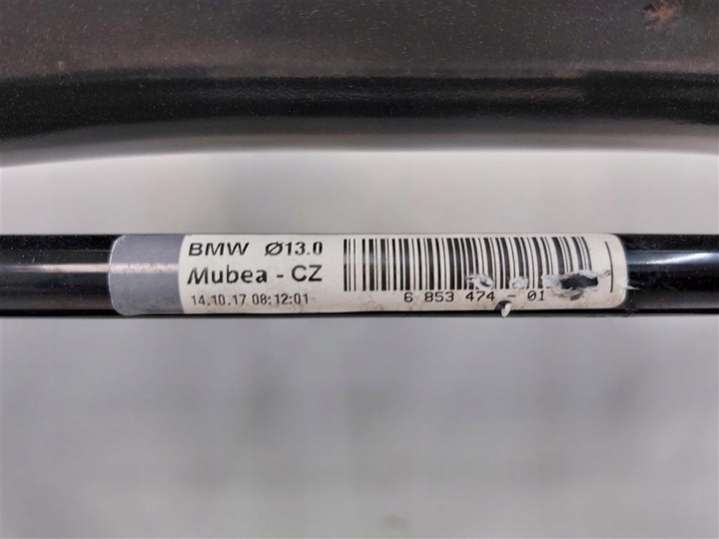 BMW Ø13.0
Mubea - CZ
14.10.17 08:12:01
6 853 474 - 01